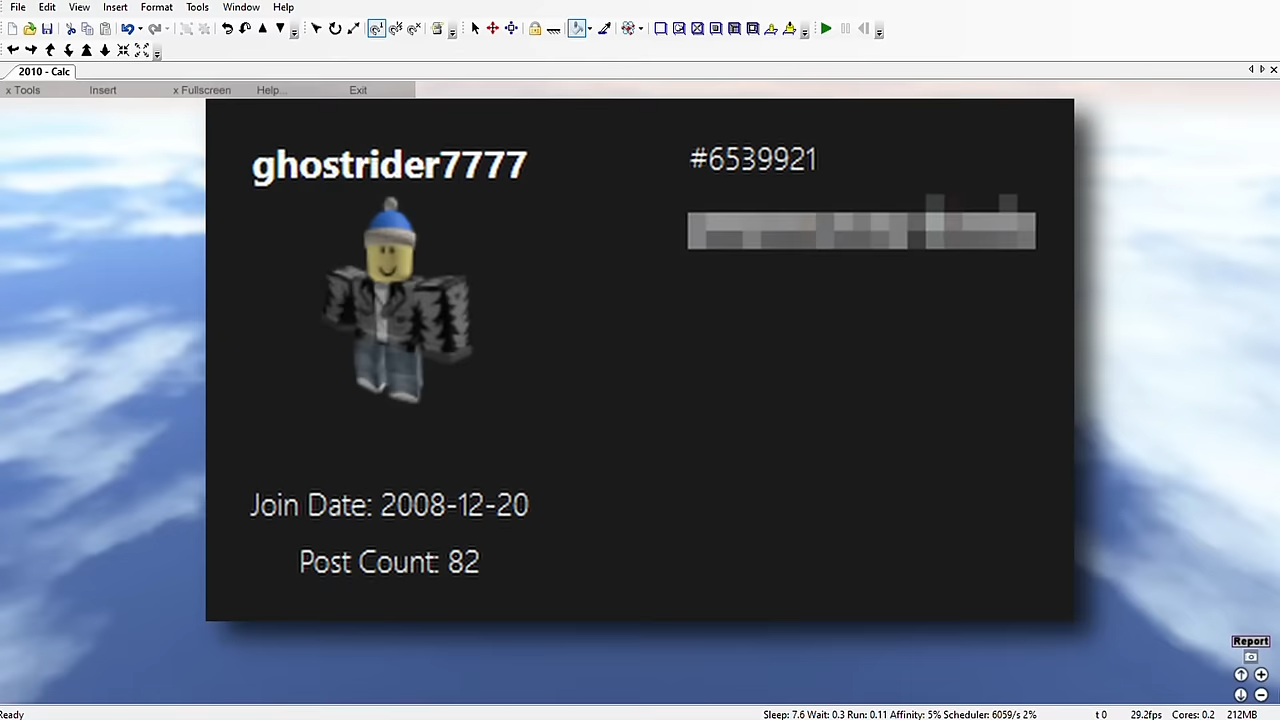 File Edit View Insert Format Tools Window Help
2010 - Calc
x Tools Insert x Fullscreen Help... Exit
ghostrider7777
#6539921
Join Date: 2008-12-20
Post Count: 82
Report
Ready Sleep: 7.6 Wait: 0.3 Run: 0.11 Affinity: 5% Scheduler: 6059/s 2% t 0 29.2fps Cores: 0.2 212MB